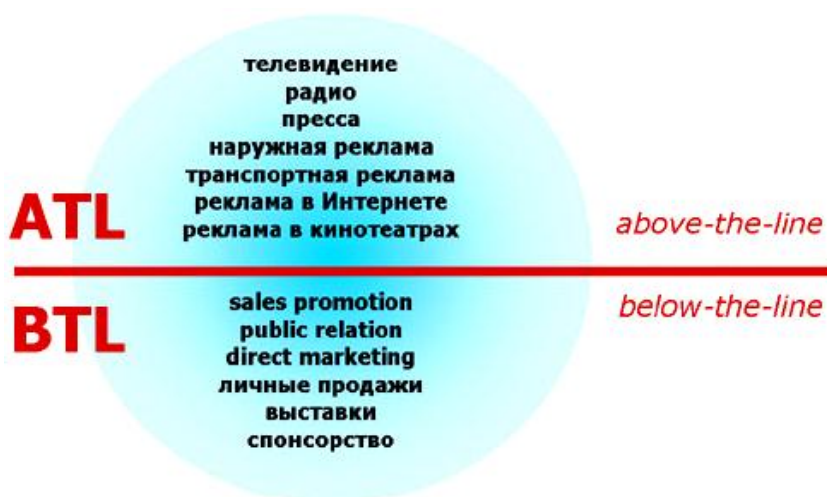 телевидение
радио
пресса
наружная реклама
транспортная реклама
реклама в Интернете
реклама в кинотеатрах
ATL
above-the-line
BTL
below-the-line
sales promotion
public relation
direct marketing
личные продажи
выставки
спонсорство